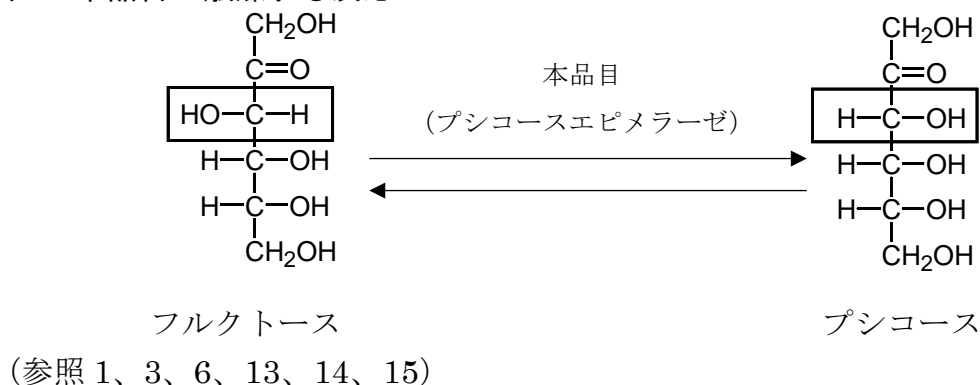 CH₂OH CH₂OH
C=O 本品目 C=O
HO-C-H (プシコースエピメラーゼ) H-C-OH
H-C-OH H-C-OH
H-C-OH H-C-OH
CH₂OH CH₂OH
フルクトース プシコース
(参照 1、3、6、13、14、15)